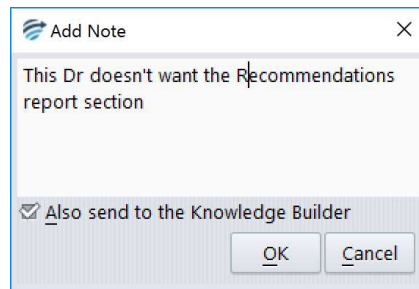 Add Note
This Dr doesn't want the Recommendations
report section
Also send to the Knowledge Builder
OK Cancel